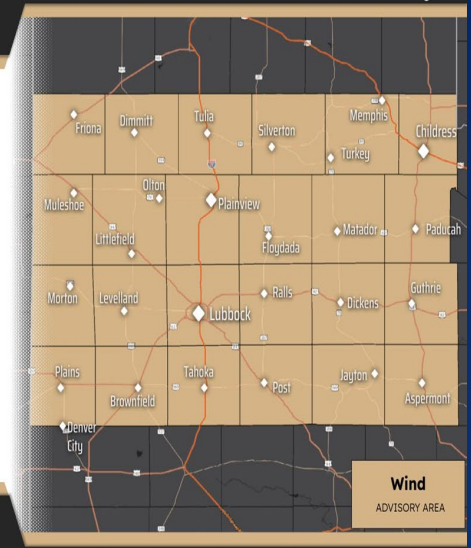 Memphis
Friona
Dimmitt
Tulia
Silverton
Childress
Turkey
Olton
Muleshoe
Plainview
Littlefield
Floydada
Matador
Paducah
Morton
Levelland
Ralls
Dickens
Guthrie
Lubbock
Plains
Brownfield
Tahoka
Post
Jayton
Aspermont
Denver
City
Wind
ADVISORY AREA